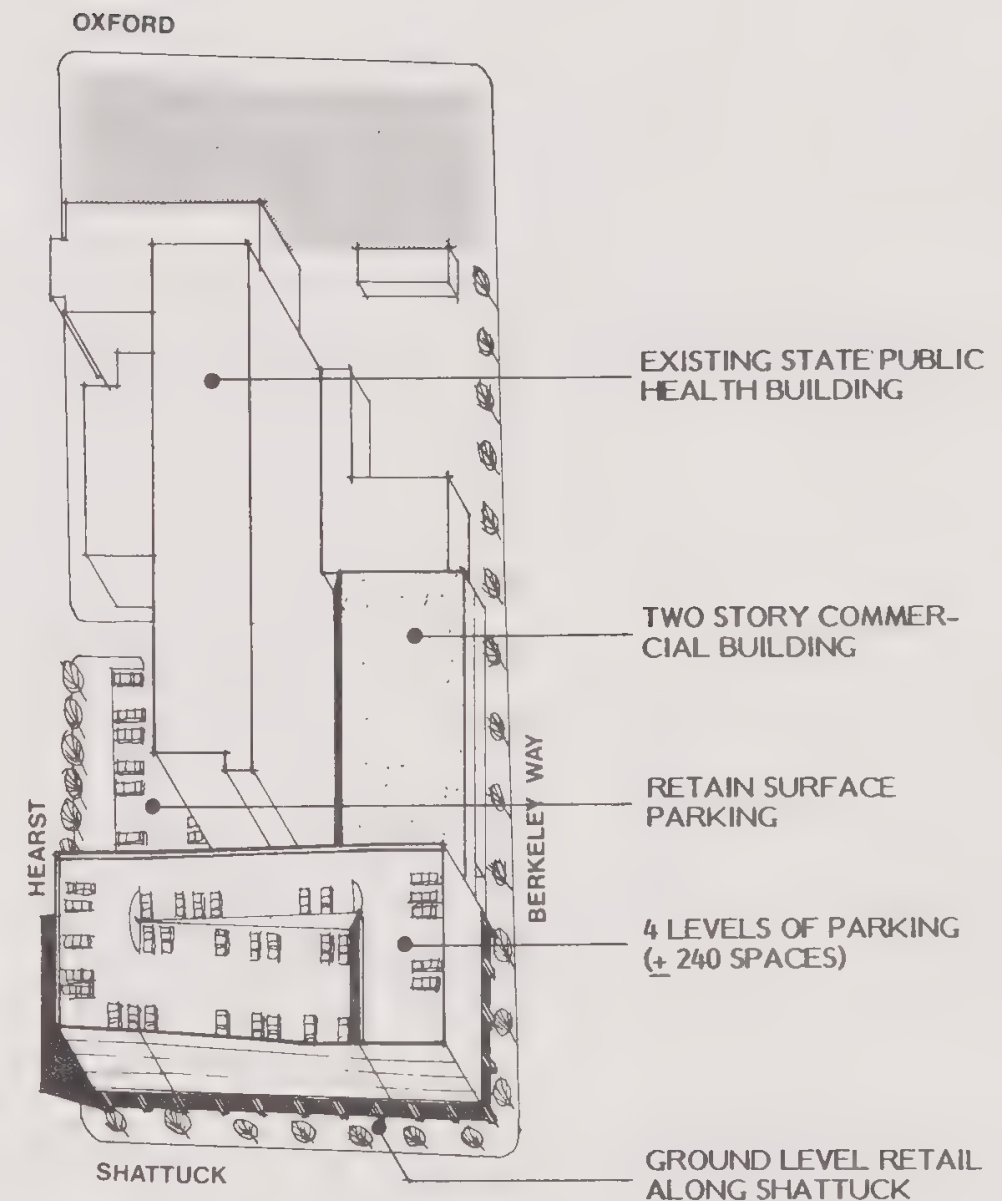 OXFORD
EXISTING STATE PUBLIC
HEALTH BUILDING
TWO STORY COMMER-
CIAL BUILDING
RETAIN SURFACE
PARKING
HEARST
BERKELEY WAY
4 LEVELS OF PARKING
(± 240 SPACES)
SHATTUCK
GROUND LEVEL RETAIL
ALONG SHATTUCK